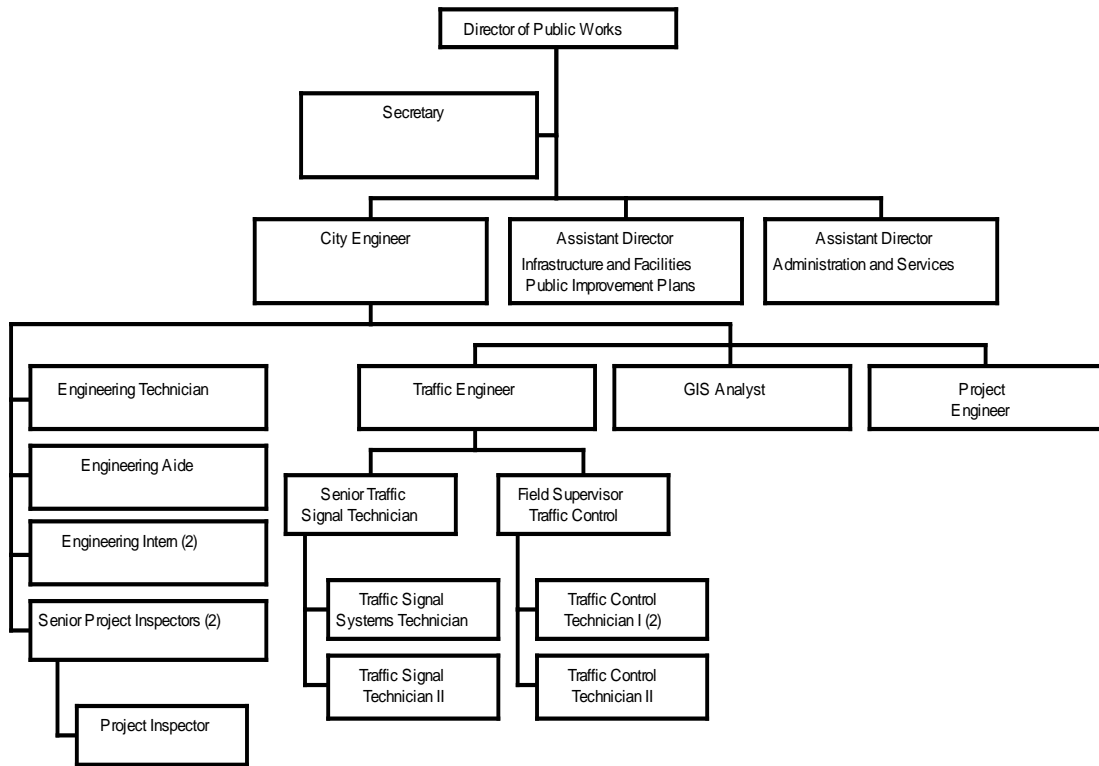 Director of Public Works
Secretary
City Engineer
Assistant Director
Infrastructure and Facilities
Public Improvement Plans
Assistant Director
Administration and Services
Engineering Technician
Traffic Engineer
GIS Analyst
Project
Engineer
Engineering Aide
Senior Traffic
Signal Technician
Field Supervisor
Traffic Control
Engineering Intern (2)
Traffic Signal
Systems Technician
Traffic Control
Technician I (2)
Senior Project Inspectors (2)
Traffic Signal
Technician II
Traffic Control
Technician II
Project Inspector